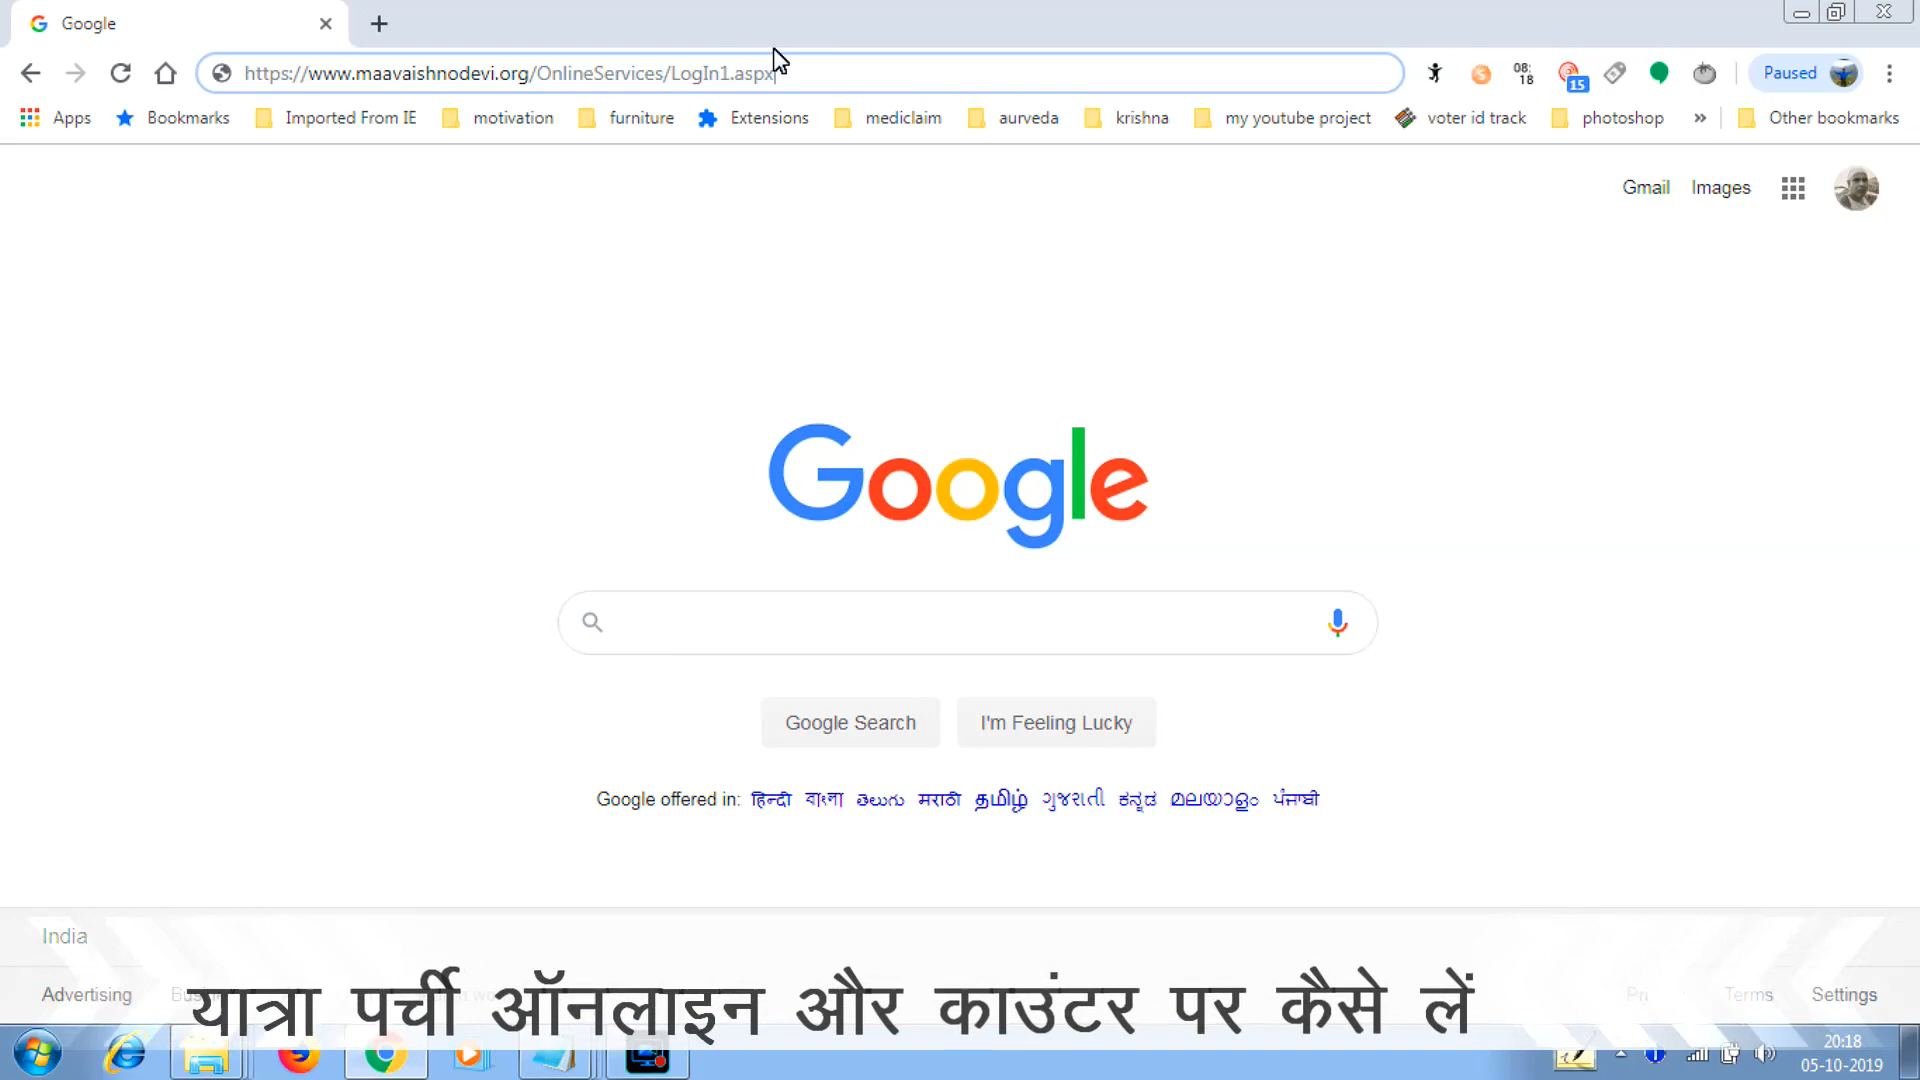 Google
https://www.maavaishnodevi.org/OnlineServices/LogIn1.aspx
08:
18
15
Paused
Apps Bookmarks Imported From IE motivation furniture Extensions mediclaim aurveda krishna my youtube project voter id track photoshop » Other bookmarks
Gmail Images
Google
Google Search I'm Feeling Lucky
Google offered in: हिन्दी বাংলা తెలుగు मराठी தமிழ் ગુજરાતી ಕನ್ನಡ മലയാളം ਪੰਜਾਬੀ
India
Advertising Terms Settings
यात्रा पर्ची ऑनलाइन और काउंटर पर कैसे लें
20:18
05-10-2019